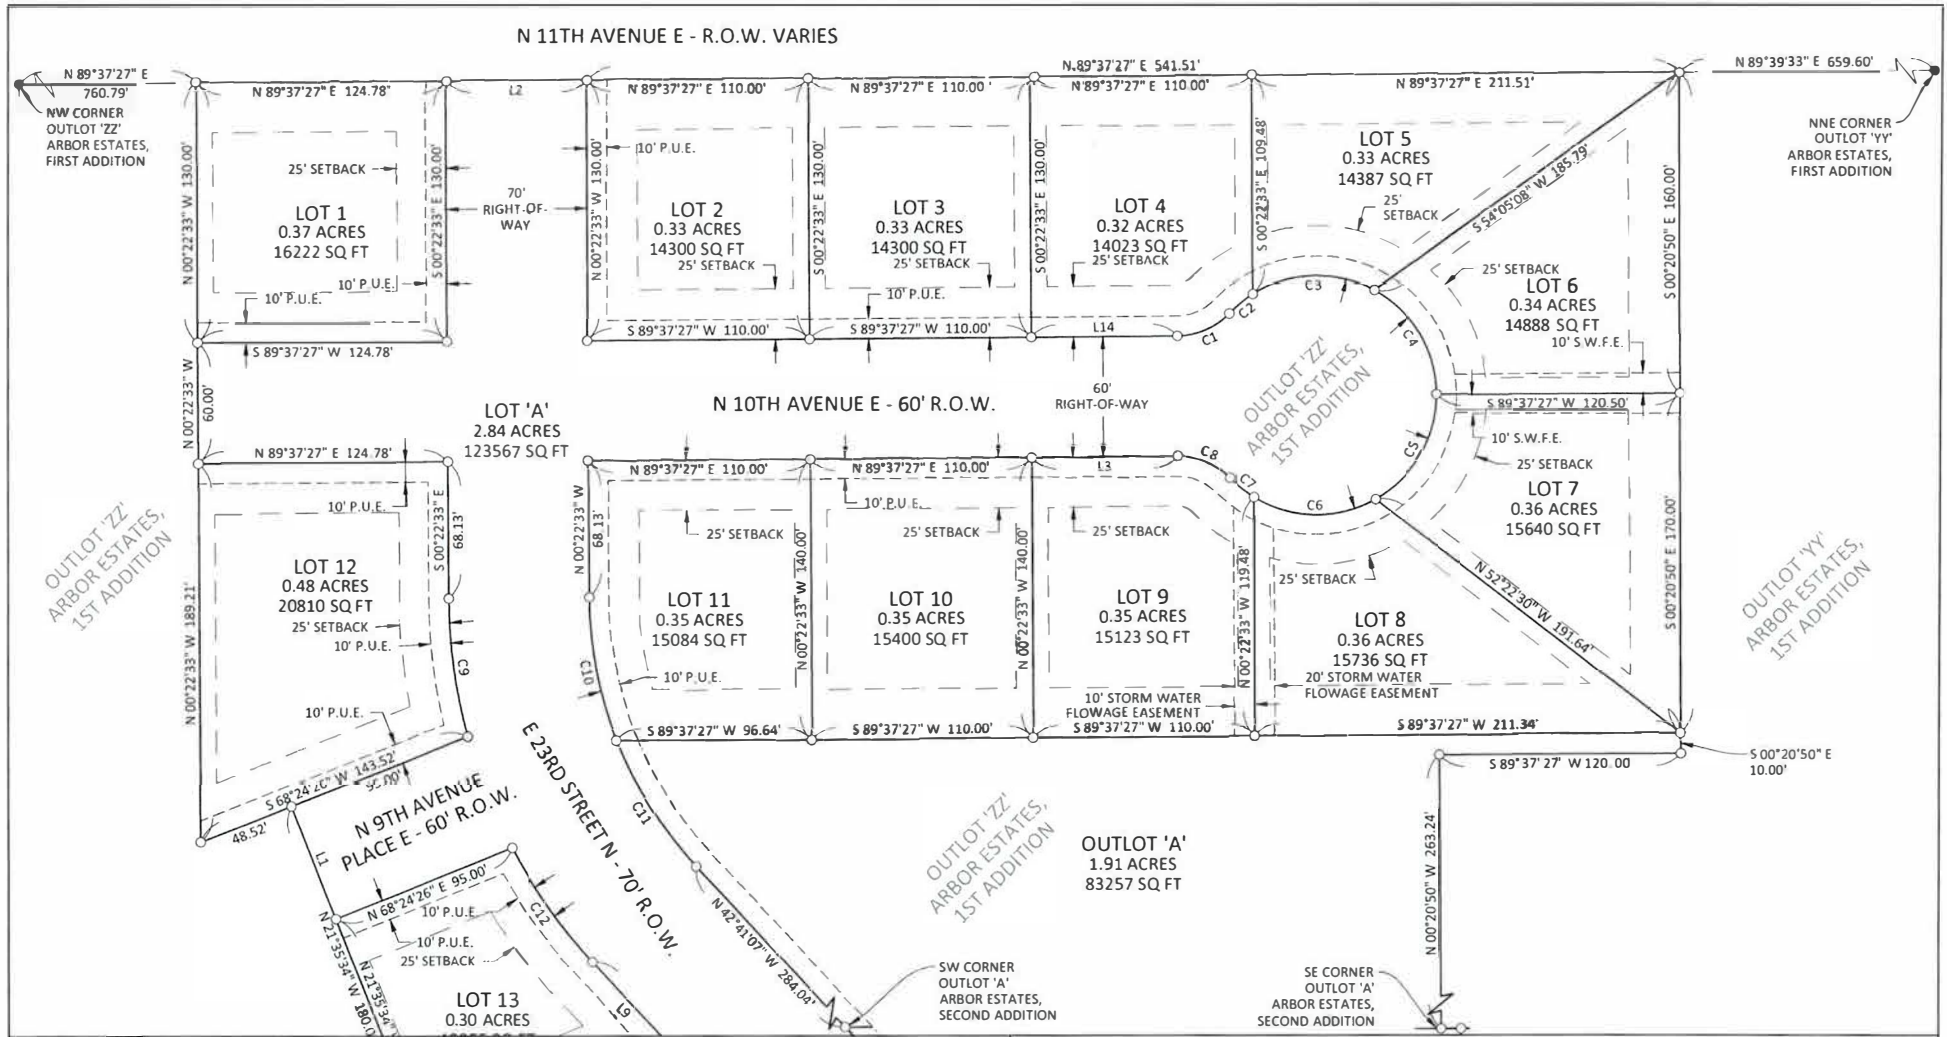 N 11TH AVENUE E - R.O.W. VARIES
N 89°37'27" E
760.79'
NW CORNER
OUTLOT 'ZZ'
ARBOR ESTATES,
FIRST ADDITION
N 89°37'27" E 124.78'
L2
N 89°37'27" E 110.00'
N 89°37'27" E 110.00'
N 89°37'27" E 541.51'
N 89°37'27" E 110.00'
N 89°37'27" E 211.51'
N 89°39'33" E 659.60'
NNE CORNER
OUTLOT 'YY'
ARBOR ESTATES,
FIRST ADDITION
N 00°22'33" W 130.00'
25' SETBACK
LOT 1
0.37 ACRES
16222 SQ FT
10' P.U.E.
10' P.U.E.
S 00°22'33" E 130.00'
S 89°37'27" W 124.78'
70'
RIGHT-OF-
WAY
N 00°22'33" W 130.00'
10' P.U.E.
LOT 2
0.33 ACRES
14300 SQ FT
25' SETBACK
S 89°37'27" W 110.00'
S 00°22'33" E 130.00'
LOT 3
0.33 ACRES
14300 SQ FT
25' SETBACK
10' P.U.E.
S 89°37'27" W 110.00'
S 00°22'33" E 130.00'
LOT 4
0.32 ACRES
14023 SQ FT
25' SETBACK
L14
C1
C2
S 00°22'33" E 109.48'
LOT 5
0.33 ACRES
14387 SQ FT
25'
SETBACK
C3
S 54°05'08" W 185.79'
25' SETBACK
LOT 6
0.34 ACRES
14888 SQ FT
10' S.W.F.E.
C4
S 00°20'50" E 160.00'
S 89°37'27" W 120.50'
OUTLOT 'ZZ'
ARBOR ESTATES,
1ST ADDITION
N 00°22'33" W
60.00'
LOT 'A'
2.84 ACRES
123567 SQ FT
N 10TH AVENUE E - 60' R.O.W.
60'
RIGHT-OF-WAY
C5
10' S.W.F.E.
25' SETBACK
LOT 7
0.36 ACRES
15640 SQ FT
S 00°20'50" E 170.00'
N 52°22'30" W 191.64'
OUTLOT 'ZZ'
ARBOR ESTATES,
1ST ADDITION
N 89°37'27" E 124.78'
10' P.U.E.
S 00°22'33" E
68.13'
N 00°22'33" W 189.21'
LOT 12
0.48 ACRES
20810 SQ FT
25' SETBACK
10' P.U.E.
C9
10' P.U.E.
S 68°24'26" W 143.52'
95.00'
48.52'
N 89°37'27" E 110.00'
N 00°22'33" W
68.13'
25' SETBACK
LOT 11
0.35 ACRES
15084 SQ FT
C10
10' P.U.E.
S 89°37'27" W 96.64'
N 00°22'33" W 140.00'
N 89°37'27" E 110.00'
10' P.U.E.
25' SETBACK
LOT 10
0.35 ACRES
15400 SQ FT
S 89°37'27" W 110.00'
N 00°22'33" W 140.00'
L3
C8
C7
25' SETBACK
LOT 9
0.35 ACRES
15123 SQ FT
10' STORM WATER
FLOWAGE EASEMENT
S 89°37'27" W 110.00'
N 00°22'33" W 119.48'
C6
25' SETBACK
LOT 8
0.36 ACRES
15736 SQ FT
20' STORM WATER
FLOWAGE EASEMENT
S 89°37'27" W 211.34'
OUTLOT 'YY'
ARBOR ESTATES,
1ST ADDITION
S 00°20'50" E
10.00'
S 89°37'27" W 120.00
N 00°20'50" W 263.24'
N 9TH AVENUE
PLACE E - 60' R.O.W.
E 23RD STREET N - 70' R.O.W.
L1
N 68°24'26" E 95.00'
10' P.U.E.
C12
10' P.U.E.
25' SETBACK
N 21°35'34" W 180.0
N 21°35'34"
LOT 13
0.30 ACRES
L9
C11
N 42°41'07" W 284.04'
OUTLOT 'ZZ'
ARBOR ESTATES,
1ST ADDITION
OUTLOT 'A'
1.91 ACRES
83257 SQ FT
SW CORNER
OUTLOT 'A'
ARBOR ESTATES,
SECOND ADDITION
SE CORNER
OUTLOT 'A'
ARBOR ESTATES,
SECOND ADDITION